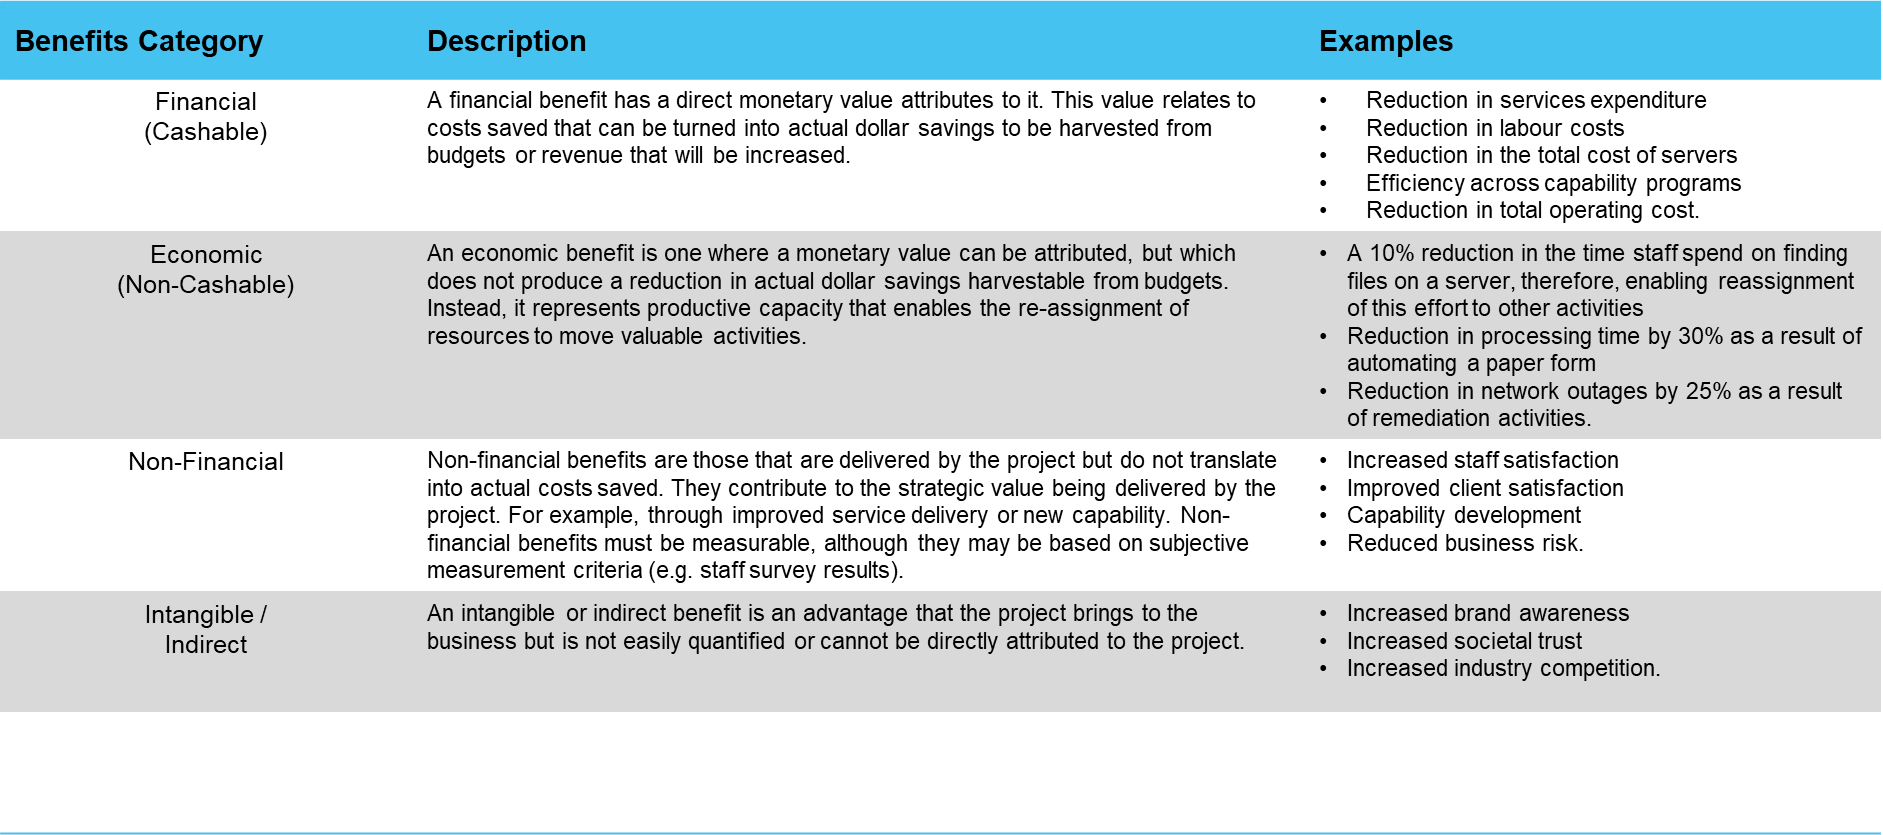 Benefits Category
Description
Examples
Financial
(Cashable)
A financial benefit has a direct monetary value attributes to it. This value relates to
costs saved that can be turned into actual dollar savings to be harvested from
budgets or revenue that will be increased.
• Reduction in services expenditure
• Reduction in labour costs
• Reduction in the total cost of servers
• Efficiency across capability programs
• Reduction in total operating cost.
Economic
(Non-Cashable)
An economic benefit is one where a monetary value can be attributed, but which
does not produce a reduction in actual dollar savings harvestable from budgets.
Instead, it represents productive capacity that enables the re-assignment of
resources to move valuable activities.
• A 10% reduction in the time staff spend on finding
files on a server, therefore, enabling reassignment
of this effort to other activities
• Reduction in processing time by 30% as a result of
automating a paper form
• Reduction in network outages by 25% as a result
of remediation activities.
Non-Financial
Non-financial benefits are those that are delivered by the project but do not translate
into actual costs saved. They contribute to the strategic value being delivered by the
project. For example, through improved service delivery or new capability. Non-
financial benefits must be measurable, although they may be based on subjective
measurement criteria (e.g. staff survey results).
• Increased staff satisfaction
• Improved client satisfaction
• Capability development
• Reduced business risk.
Intangible /
Indirect
An intangible or indirect benefit is an advantage that the project brings to the
business but is not easily quantified or cannot be directly attributed to the project.
• Increased brand awareness
• Increased societal trust
• Increased industry competition.